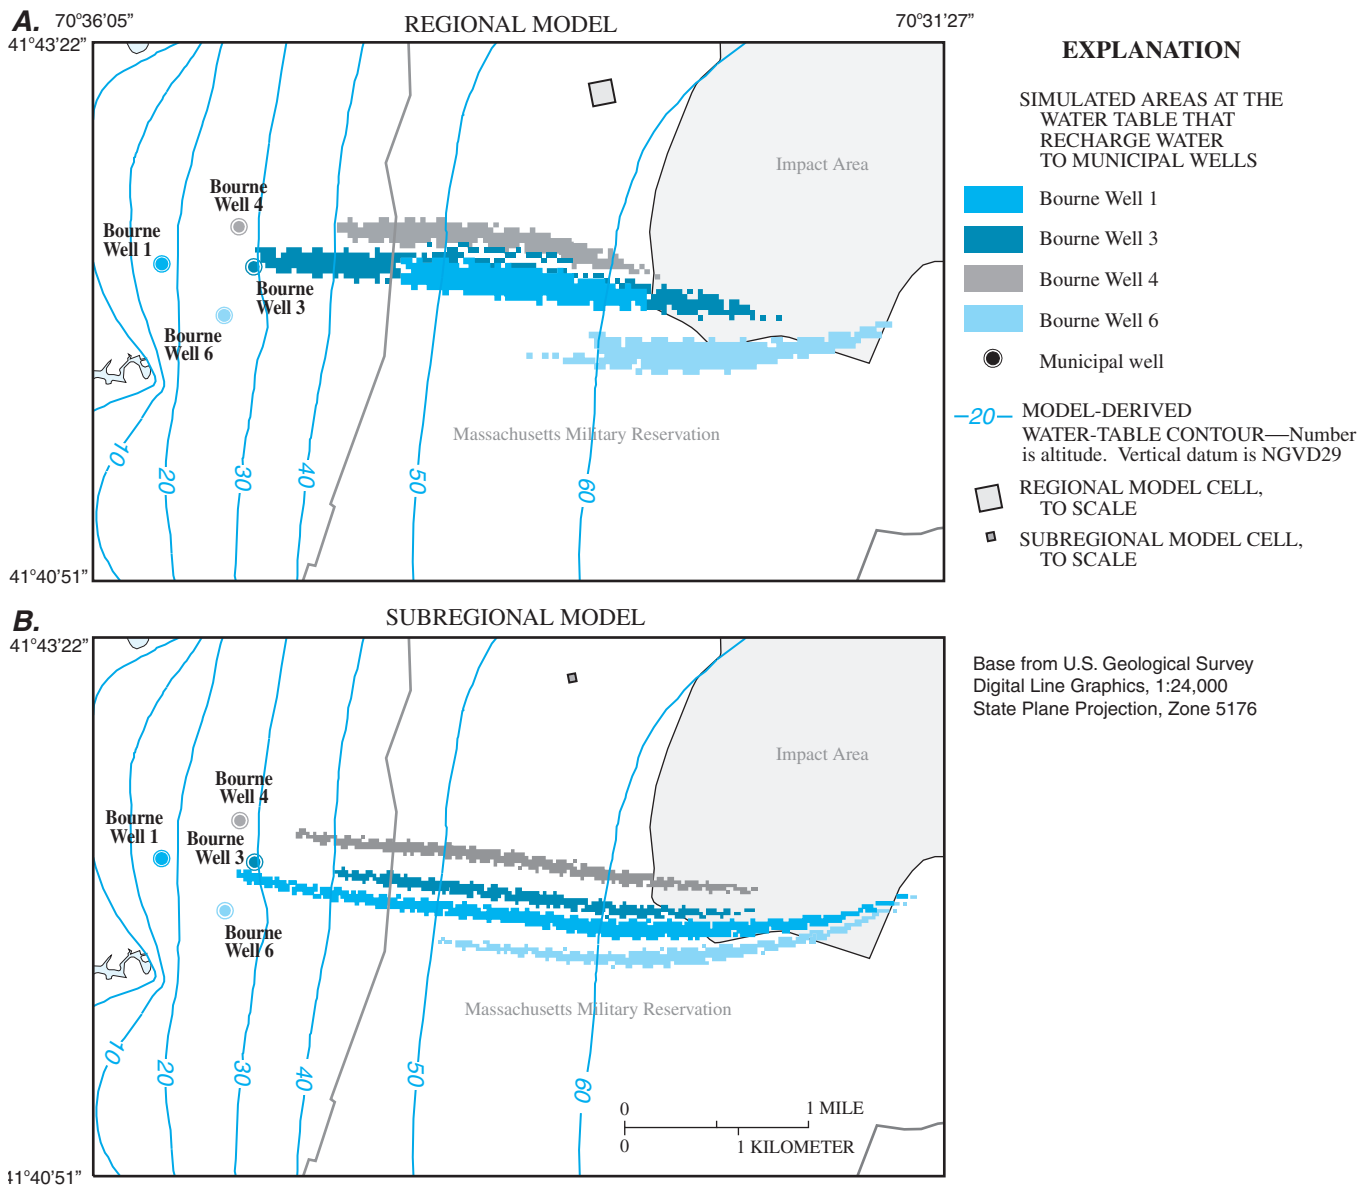 A.
70°36'05"
REGIONAL MODEL
70°31'27"
41°43'22"
Impact Area
Bourne
Well 4
Bourne
Well 1
Bourne
Well 3
Bourne
Well 6
Massachusetts Military Reservation
10
20
30
40
50
60
41°40'51"
EXPLANATION
SIMULATED AREAS AT THE
WATER TABLE THAT
RECHARGE WATER
TO MUNICIPAL WELLS
Bourne Well 1
Bourne Well 3
Bourne Well 4
Bourne Well 6
Municipal well
20
MODEL-DERIVED
WATER-TABLE CONTOUR—Number
is altitude. Vertical datum is NGVD29
REGIONAL MODEL CELL,
TO SCALE
SUBREGIONAL MODEL CELL,
TO SCALE
B.
SUBREGIONAL MODEL
41°43'22"
Impact Area
Bourne
Well 4
Bourne
Well 1
Bourne
Well 3
Bourne
Well 6
Massachusetts Military Reservation
10
20
30
40
50
60
0 1 MILE
0 1 KILOMETER
41°40'51"
Base from U.S. Geological Survey
Digital Line Graphics, 1:24,000
State Plane Projection, Zone 5176